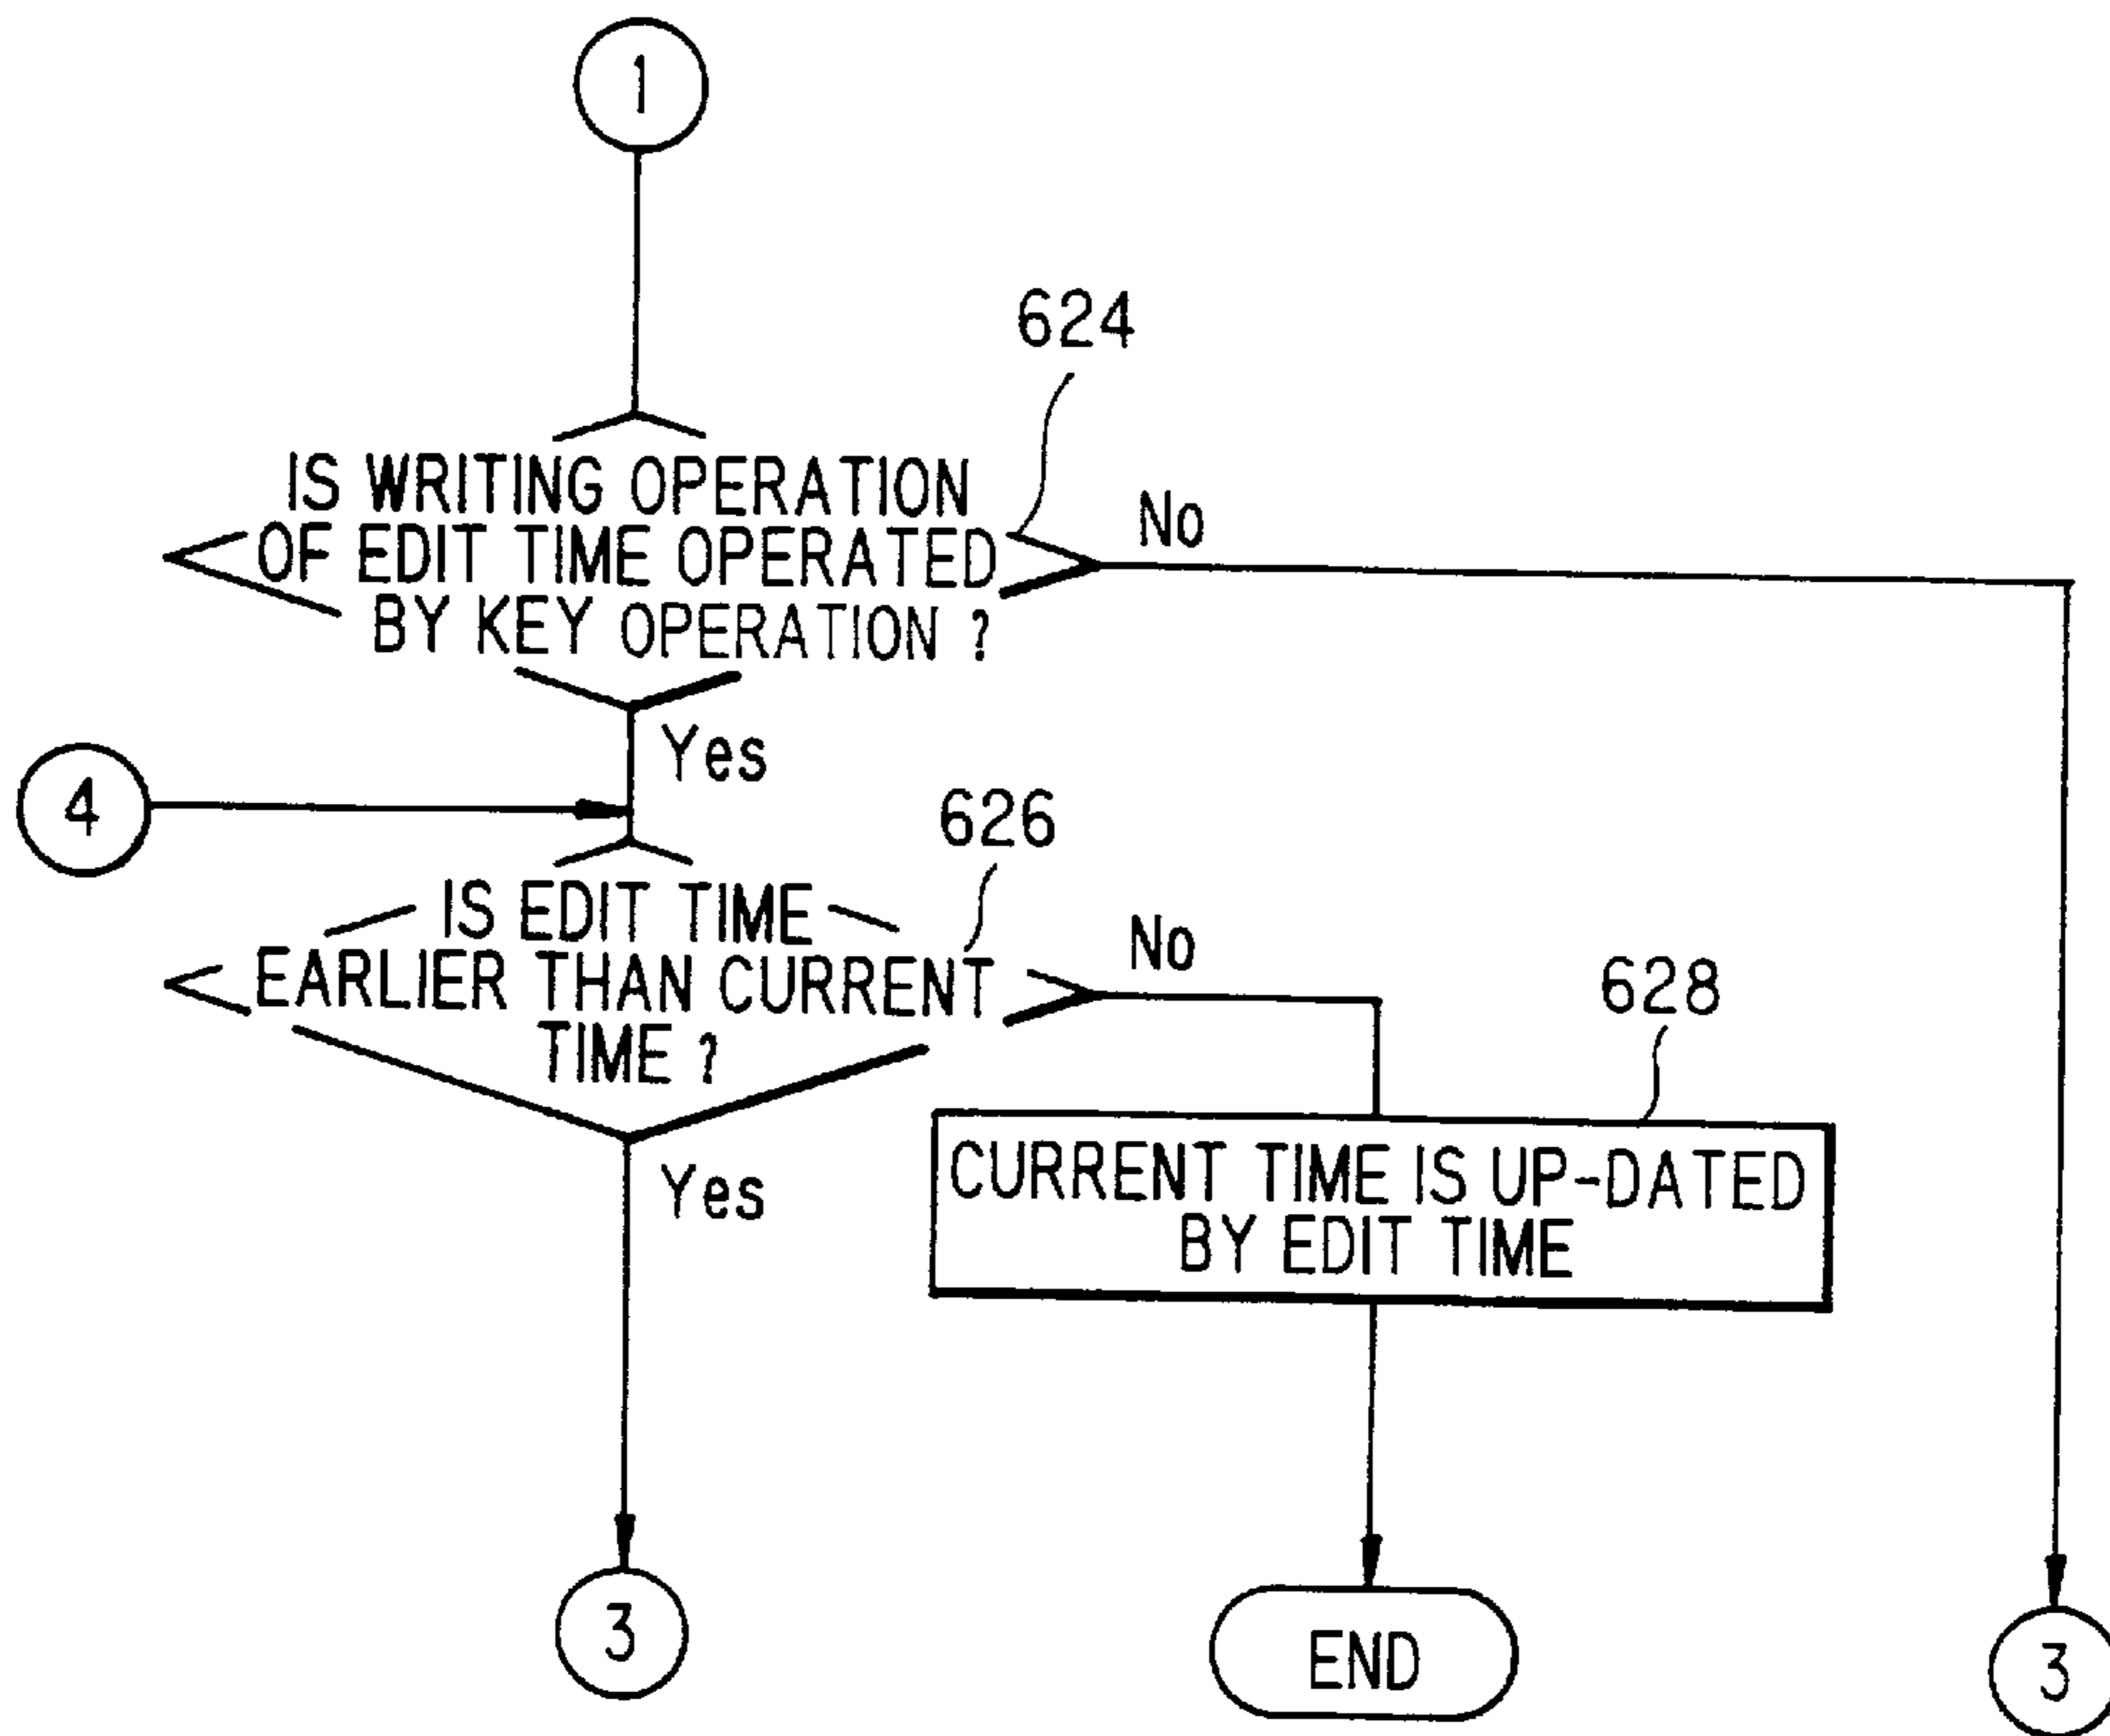 1
624
IS WRITING OPERATION
OF EDIT TIME OPERATED
BY KEY OPERATION ?
No
Yes
4
626
IS EDIT TIME
EARLIER THAN CURRENT
TIME ?
No
Yes
628
CURRENT TIME IS UP-DATED
BY EDIT TIME
3
END
3